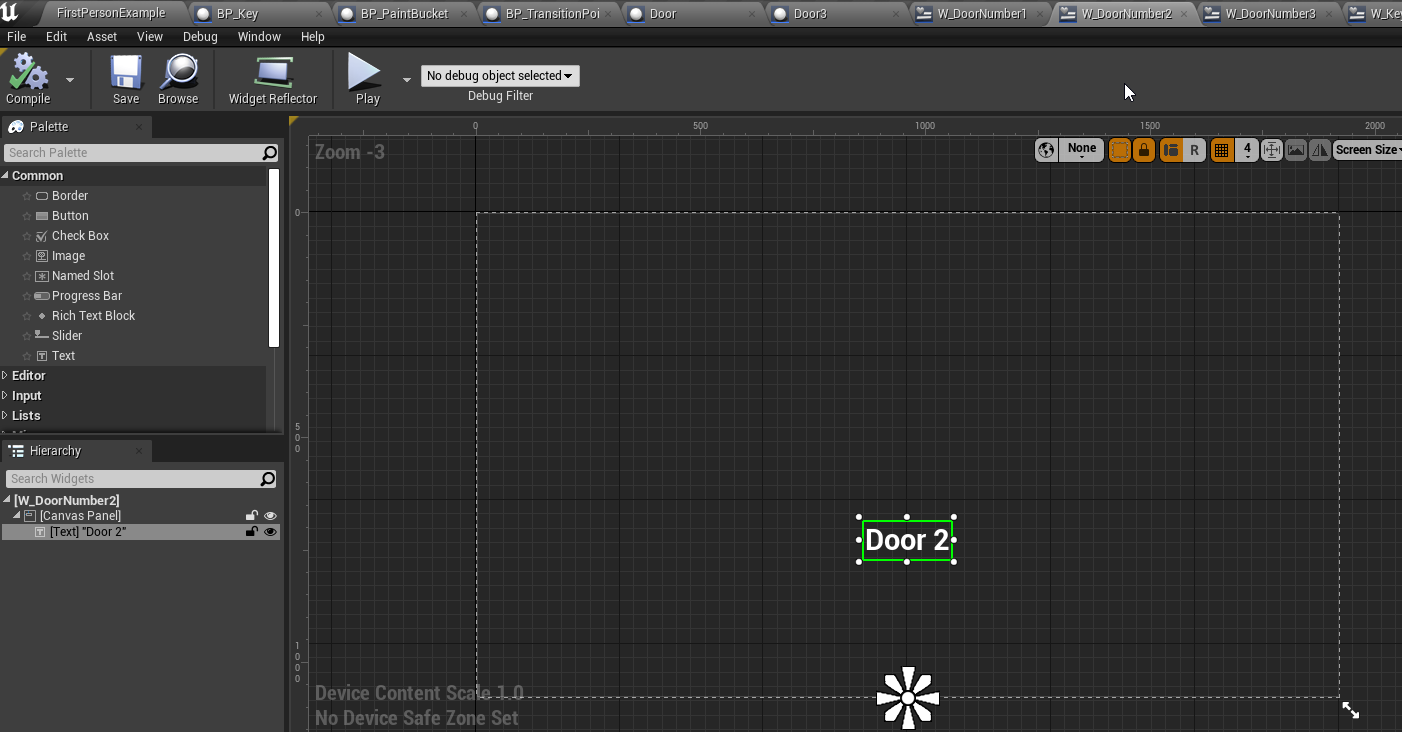 FirstPersonExample BP_Key BP_PaintBucket BP_TransitionPoi Door Door3 W_DoorNumber1 W_DoorNumber2 W_DoorNumber3 W_Key
File Edit Asset View Debug Window Help
Compile Save Browse Widget Reflector Play
No debug object selected
Debug Filter
Palette
Search Palette
Common
Border
Button
Check Box
Image
Named Slot
Progress Bar
Rich Text Block
Slider
Text
Editor
Input
Lists
Hierarchy
Search Widgets
[W_DoorNumber2]
[Canvas Panel]
[Text] "Door 2"
0 500 1000 1500 2000
Zoom -3
None R 4 Screen Size
0
500
1000
Door 2
Device Content Scale 1.0
No Device Safe Zone Set